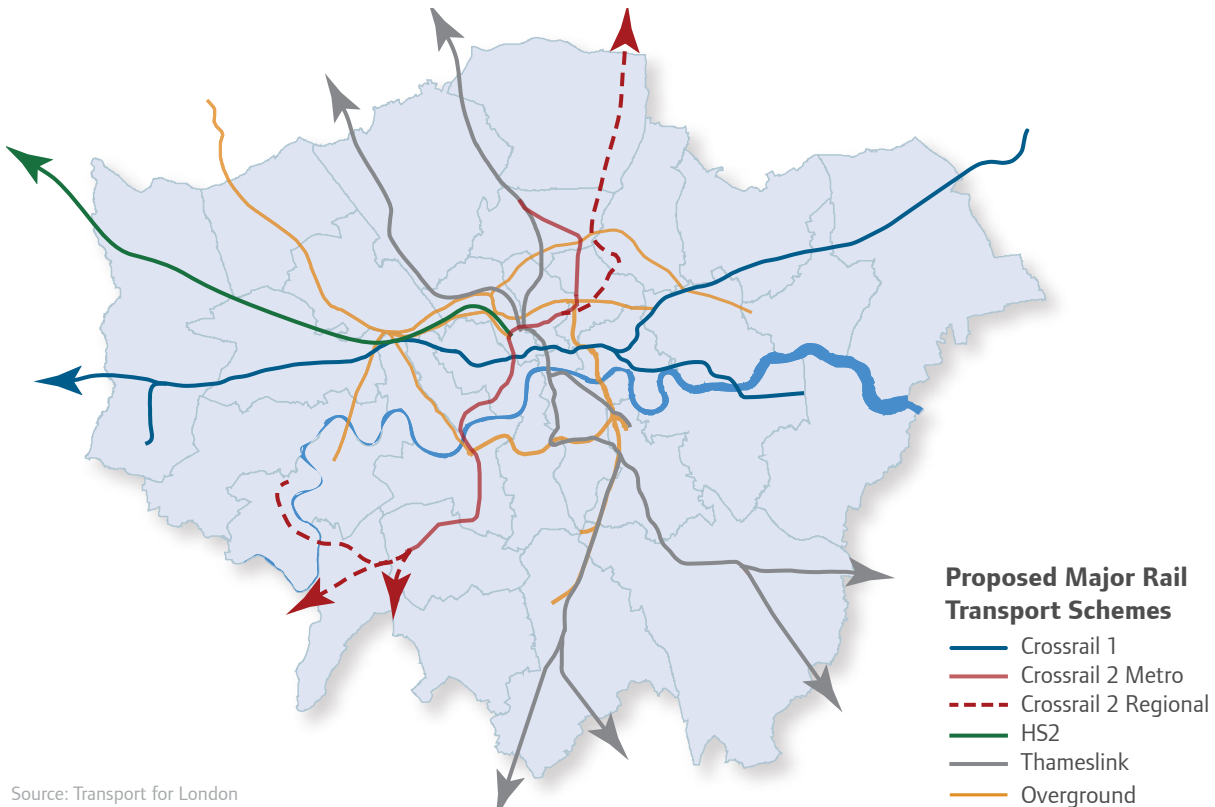 Proposed Major Rail
Transport Schemes
Crossrail 1
Crossrail 2 Metro
Crossrail 2 Regional
HS2
Thameslink
Overground
Source: Transport for London